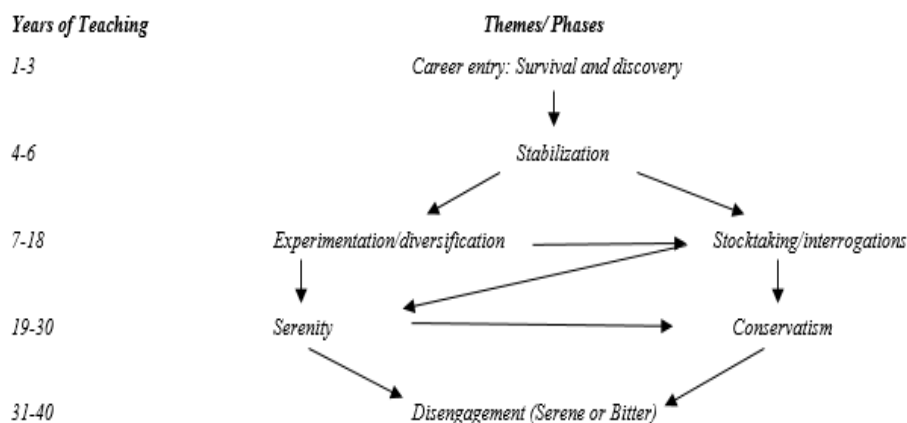 Years of Teaching Themes/ Phases
1-3 Career entry: Survival and discovery
4-6 Stabilization
7-18 Experimentation/diversification Stocktaking/interrogations
19-30 Serenity Conservatism
31-40 Disengagement (Serene or Bitter)